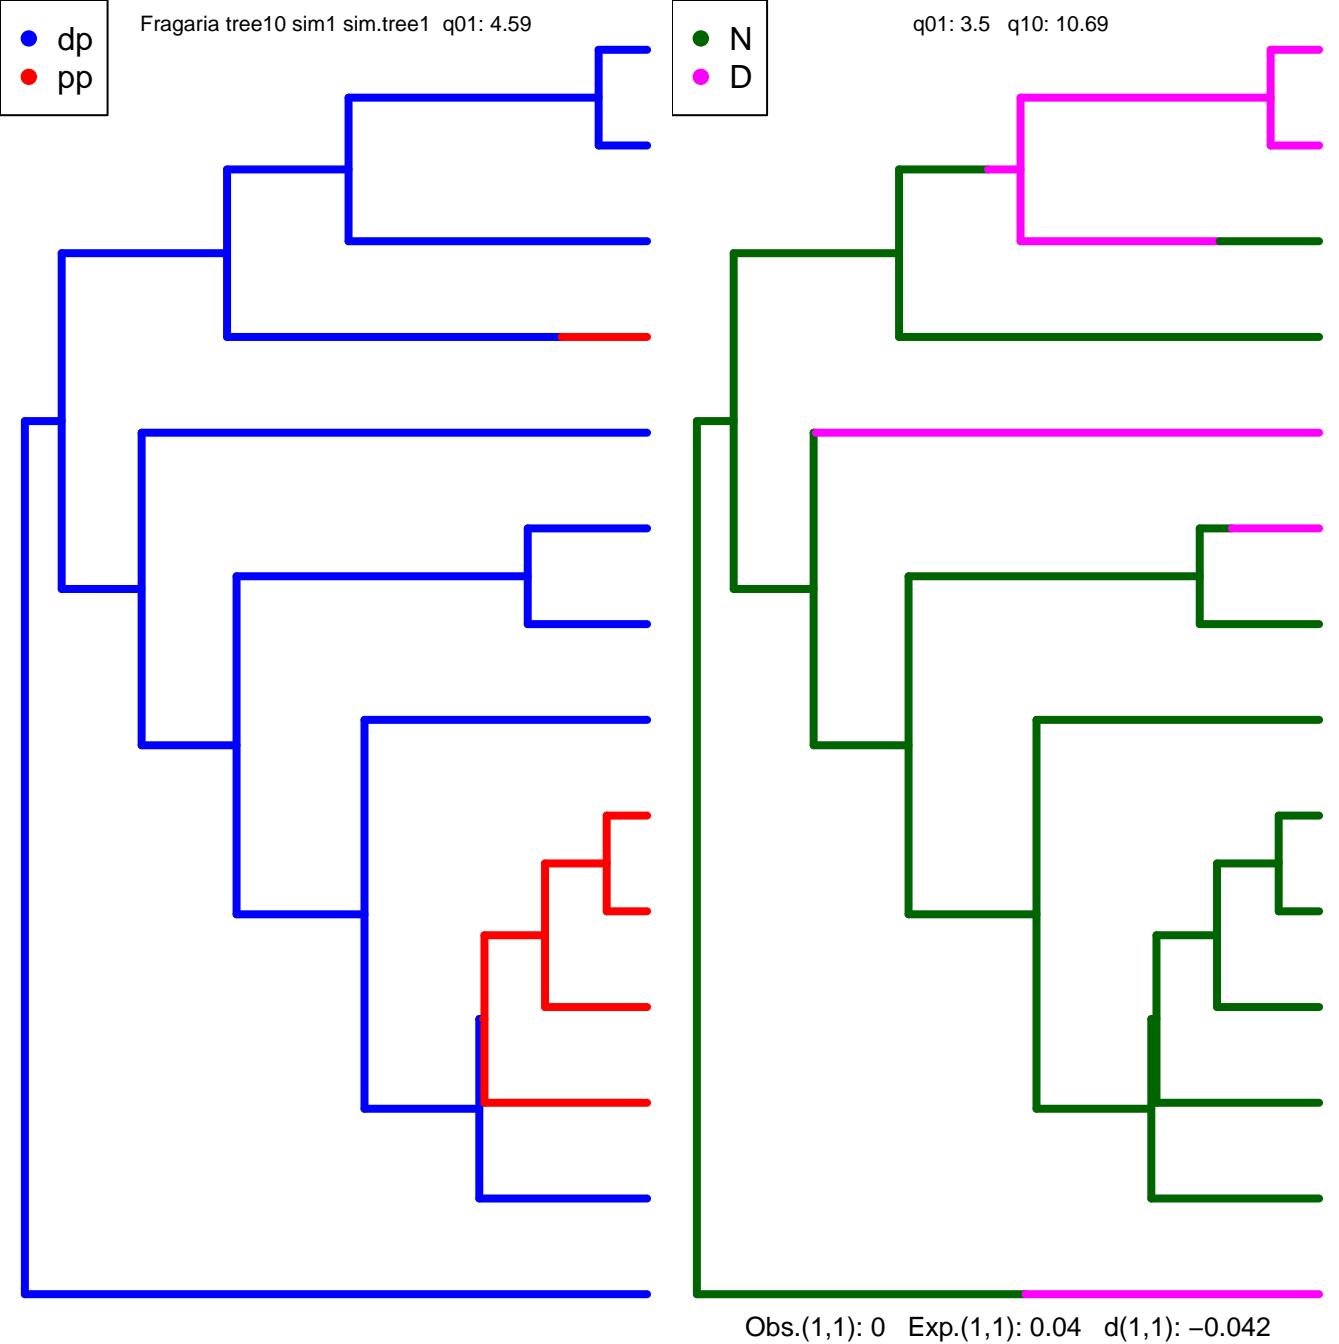 Fragaria tree10 sim1 sim.tree1 q01: 4.59
dp
pp
q01: 3.5 q10: 10.69
N
D
Obs.(1,1): 0 Exp.(1,1): 0.04 d(1,1): −0.042